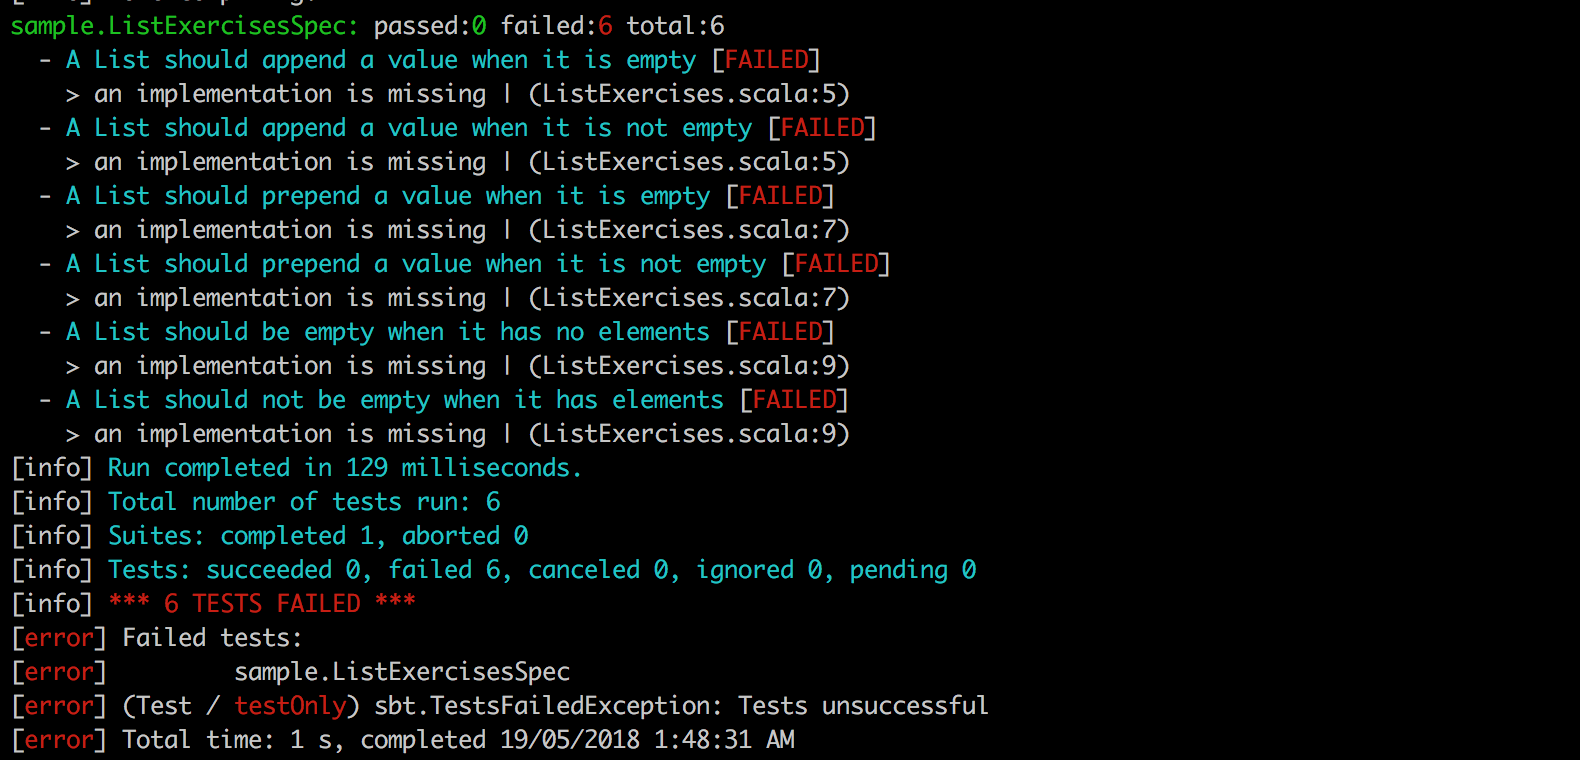 sample.ListExercisesSpec: passed:0 failed:6 total:6
  - A List should append a value when it is empty [FAILED]
    > an implementation is missing | (ListExercises.scala:5)
  - A List should append a value when it is not empty [FAILED]
    > an implementation is missing | (ListExercises.scala:5)
  - A List should prepend a value when it is empty [FAILED]
    > an implementation is missing | (ListExercises.scala:7)
  - A List should prepend a value when it is not empty [FAILED]
    > an implementation is missing | (ListExercises.scala:7)
  - A List should be empty when it has no elements [FAILED]
    > an implementation is missing | (ListExercises.scala:9)
  - A List should not be empty when it has elements [FAILED]
    > an implementation is missing | (ListExercises.scala:9)
[info] Run completed in 129 milliseconds.
[info] Total number of tests run: 6
[info] Suites: completed 1, aborted 0
[info] Tests: succeeded 0, failed 6, canceled 0, ignored 0, pending 0
[info] *** 6 TESTS FAILED ***
[error] Failed tests:
[error]         sample.ListExercisesSpec
[error] (Test / testOnly) sbt.TestsFailedException: Tests unsuccessful
[error] Total time: 1 s, completed 19/05/2018 1:48:31 AM